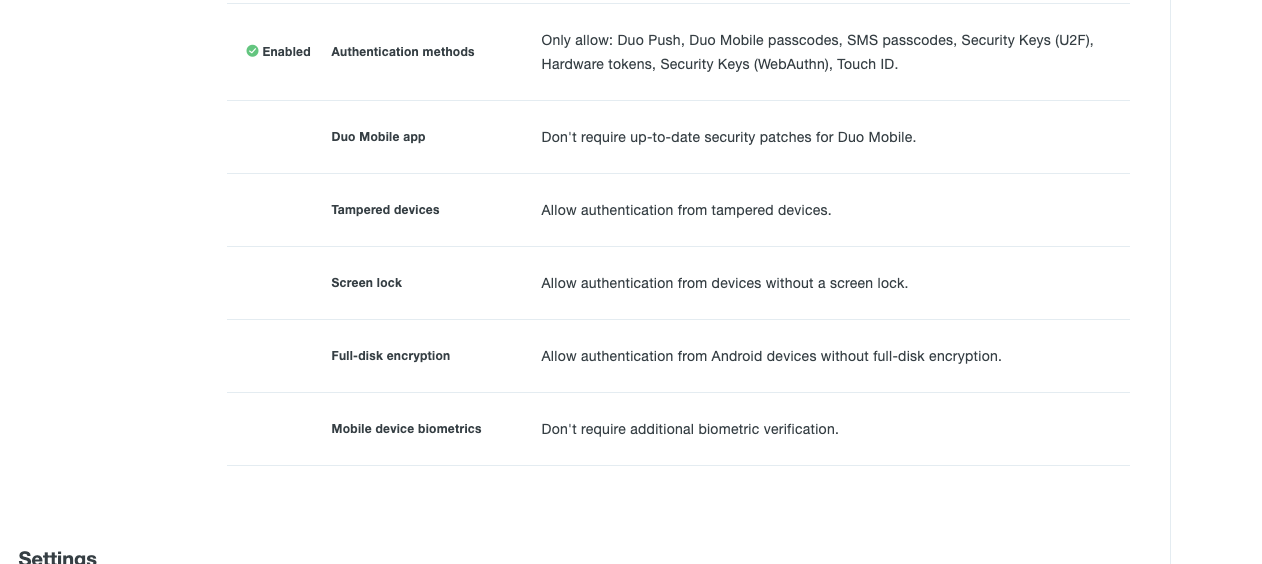 Enabled
Authentication methods
Only allow: Duo Push, Duo Mobile passcodes, SMS passcodes, Security Keys (U2F),
Hardware tokens, Security Keys (WebAuthn), Touch ID.
Duo Mobile app
Don't require up-to-date security patches for Duo Mobile.
Tampered devices
Allow authentication from tampered devices.
Screen lock
Allow authentication from devices without a screen lock.
Full-disk encryption
Allow authentication from Android devices without full-disk encryption.
Mobile device biometrics
Don't require additional biometric verification.
Settings